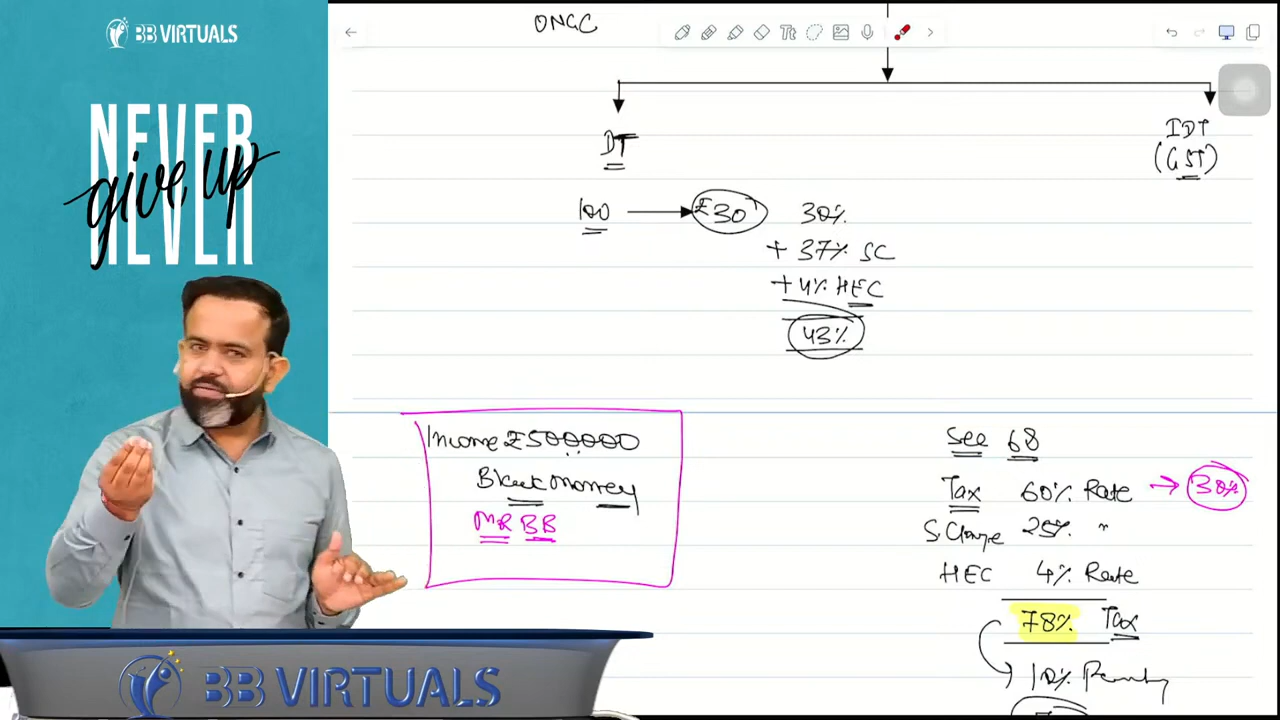 BB VIRTUALS
NEVER
give up
NEVER
ONGC
DT
IDT
(GST)
100 → ₹30 30%
+ 37% SC
+ 4% HEC
43%
Income ₹500000
Black Money
MR BB
Sec 68
Tax 60% Rate → 30%
S. Charge 25% "
HEC 4% Rate
78% Tax
10% Penalty
BB VIRTUALS